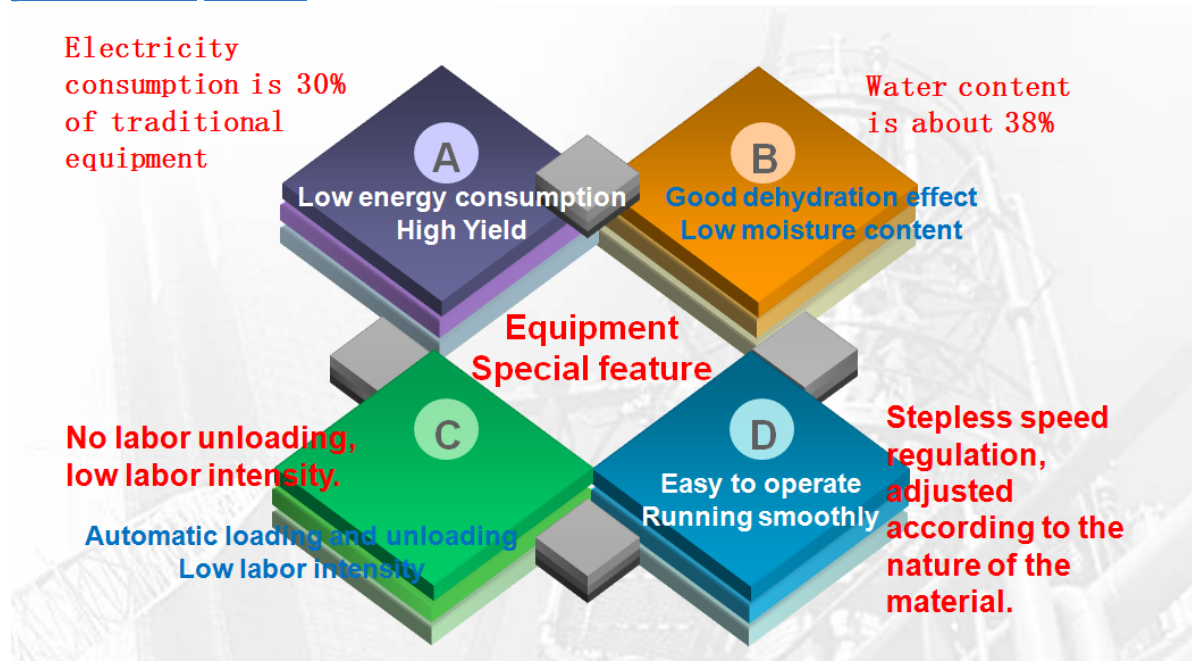 Electricity
consumption is 30%
of traditional
equipment
Water content
is about 38%
A
Low energy consumption
High Yield
B
Good dehydration effect
Low moisture content
Equipment
Special feature
No labor unloading,
low labor intensity.
C
Automatic loading and unloading
Low labor intensity
D
Easy to operate
Running smoothly
Stepless speed
regulation,
adjusted
according to the
nature of the
material.